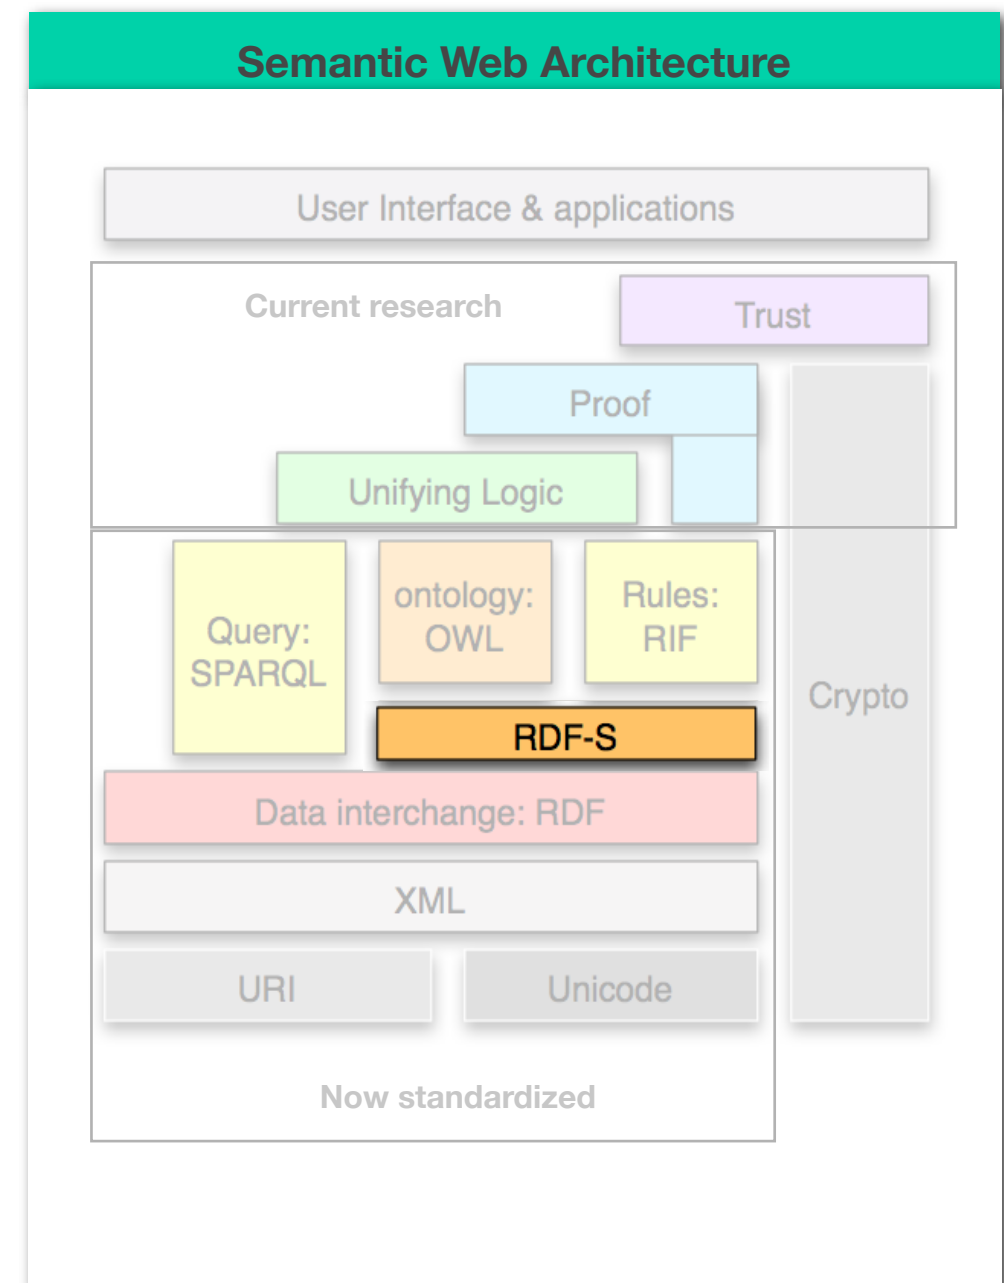 Semantic Web Architecture
User Interface & applications
Current research
Trust
Proof
Unifying Logic
Query:
SPARQL
ontology:
OWL
Rules:
RIF
Crypto
RDF-S
Data interchange: RDF
XML
URI
Unicode
Now standardized